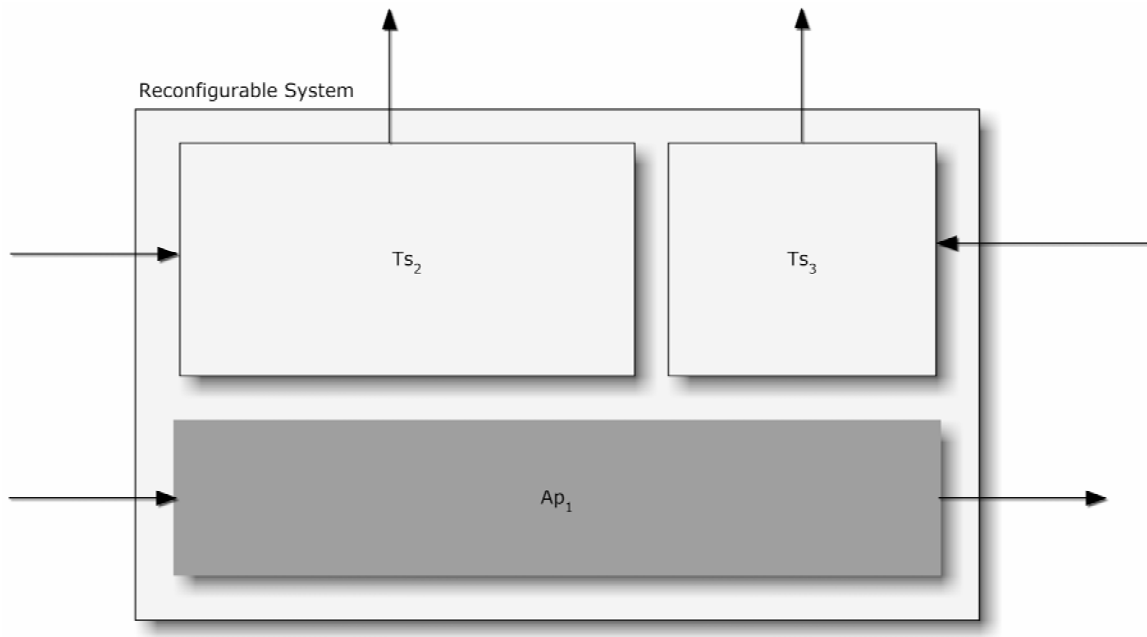 Reconfigurable System
Ts₂
Ts₃
Ap₁